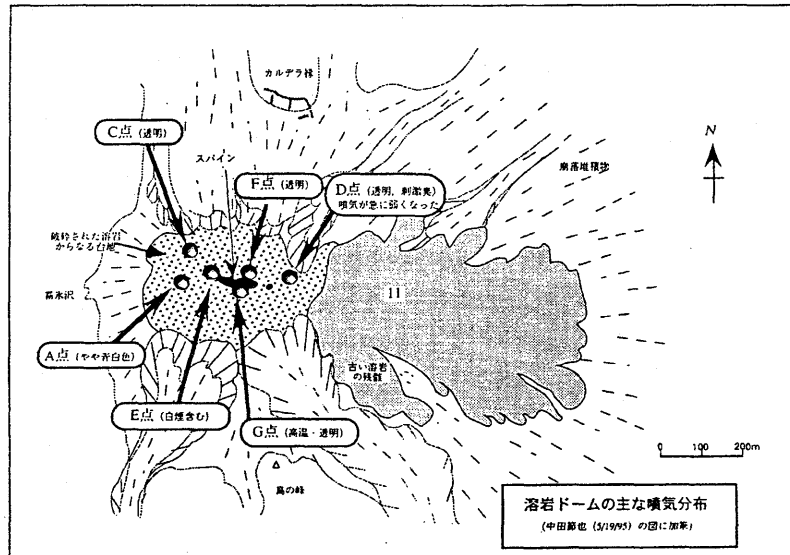 カルデラ縁
C点 (透明)
スパイン
F点 (透明)
D点 (透明, 刺激臭)
噴気が急に弱くなった
N
崩落堆積物
破砕された溶岩
からなる台地
11
A点 (やや青白色)
古い溶岩
の残骸
E点 (白煙含む)
G点 (高温・透明)
島の峰
0 100 200m
溶岩ドームの主な噴気分布
(中田節也 (5/19/95) の図に加筆)